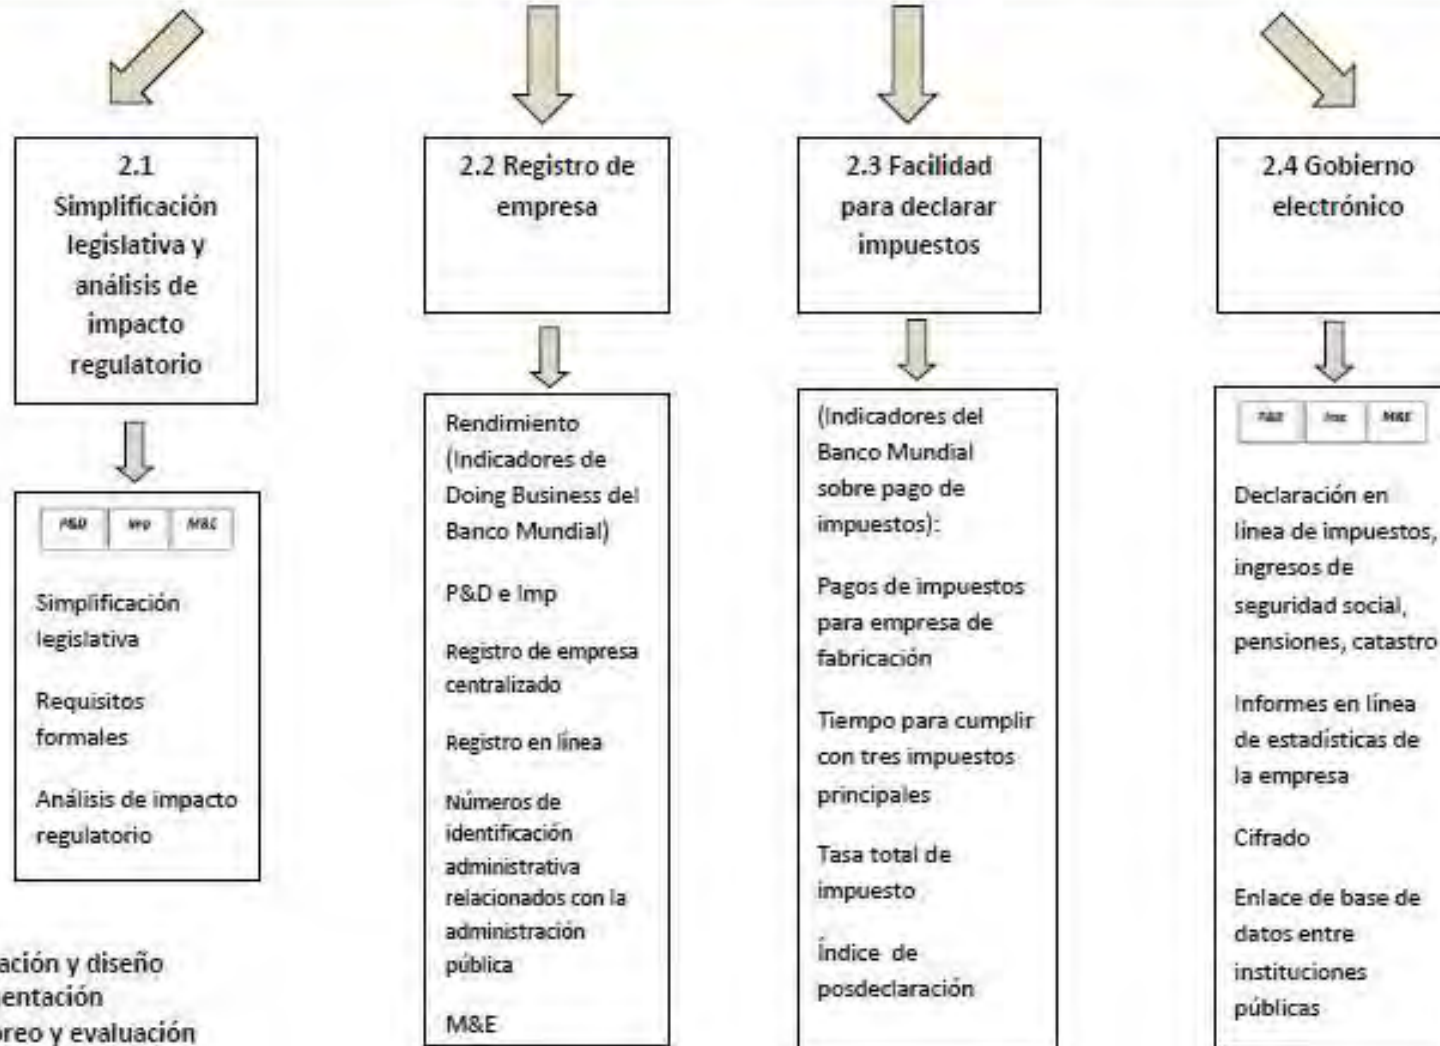 2.1
Simplificación
legislativa y
análisis de
impacto
regulatorio
P&D Imp M&E
Simplificación
legislativa
Requisitos
formales
Análisis de impacto
regulatorio
2.2 Registro de
empresa
Rendimiento
(Indicadores de
Doing Business del
Banco Mundial)
P&D e Imp
Registro de empresa
centralizado
Registro en línea
Números de
identificación
administrativa
relacionados con la
administración
pública
M&E
2.3 Facilidad
para declarar
impuestos
(Indicadores del
Banco Mundial
sobre pago de
impuestos):
Pagos de impuestos
para empresa de
fabricación
Tiempo para cumplir
con tres impuestos
principales
Tasa total de
impuesto
Índice de
posdeclaración
2.4 Gobierno
electrónico
P&D Imp M&E
Declaración en
línea de impuestos,
ingresos de
seguridad social,
pensiones, catastro
Informes en línea
de estadísticas de
la empresa
Cifrado
Enlace de base de
datos entre
instituciones
públicas
ación y diseño
entación
reo y evaluación